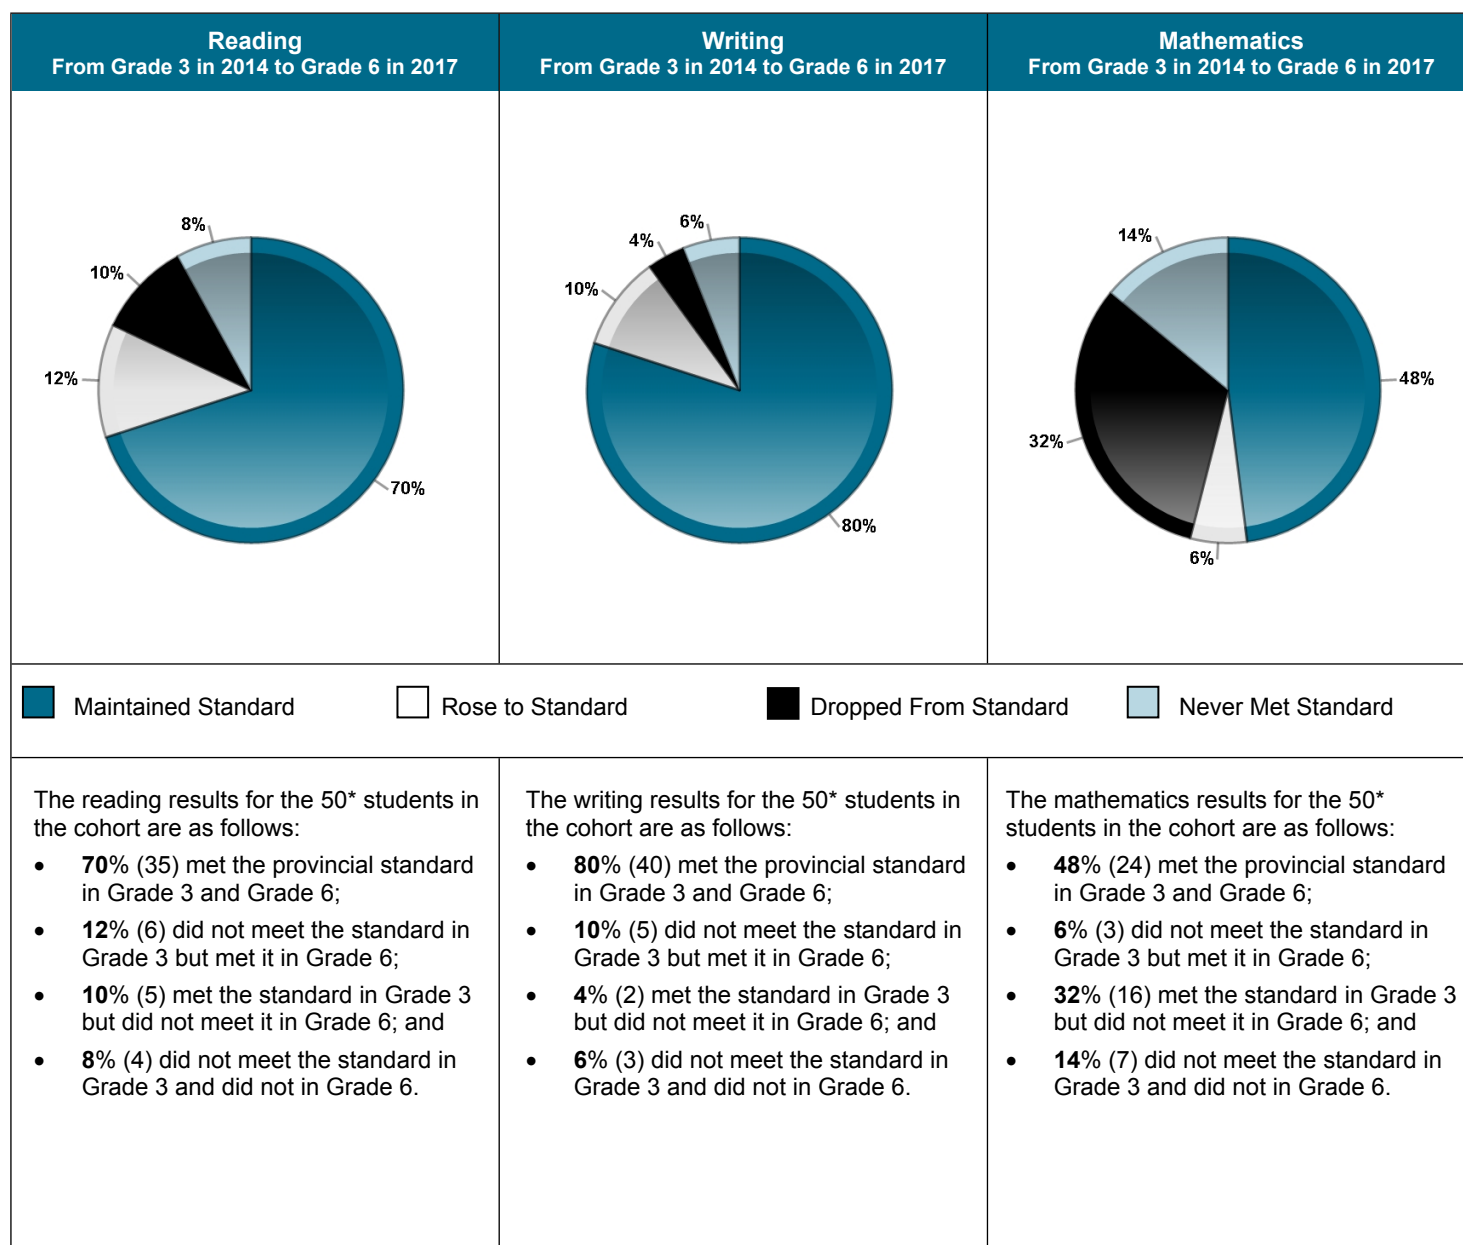 Reading
From Grade 3 in 2014 to Grade 6 in 2017
Writing
From Grade 3 in 2014 to Grade 6 in 2017
Mathematics
From Grade 3 in 2014 to Grade 6 in 2017
8%
10%
12%
70%
6%
4%
10%
80%
14%
48%
32%
6%
Maintained Standard
Rose to Standard
Dropped From Standard
Never Met Standard
The reading results for the 50* students in
the cohort are as follows:
• 70% (35) met the provincial standard
in Grade 3 and Grade 6;
• 12% (6) did not meet the standard in
Grade 3 but met it in Grade 6;
• 10% (5) met the standard in Grade 3
but did not meet it in Grade 6; and
• 8% (4) did not meet the standard in
Grade 3 and did not in Grade 6.
The writing results for the 50* students in
the cohort are as follows:
• 80% (40) met the provincial standard
in Grade 3 and Grade 6;
• 10% (5) did not meet the standard in
Grade 3 but met it in Grade 6;
• 4% (2) met the standard in Grade 3
but did not meet it in Grade 6; and
• 6% (3) did not meet the standard in
Grade 3 and did not in Grade 6.
The mathematics results for the 50*
students in the cohort are as follows:
• 48% (24) met the provincial standard
in Grade 3 and Grade 6;
• 6% (3) did not meet the standard in
Grade 3 but met it in Grade 6;
• 32% (16) met the standard in Grade 3
but did not meet it in Grade 6; and
• 14% (7) did not meet the standard in
Grade 3 and did not in Grade 6.